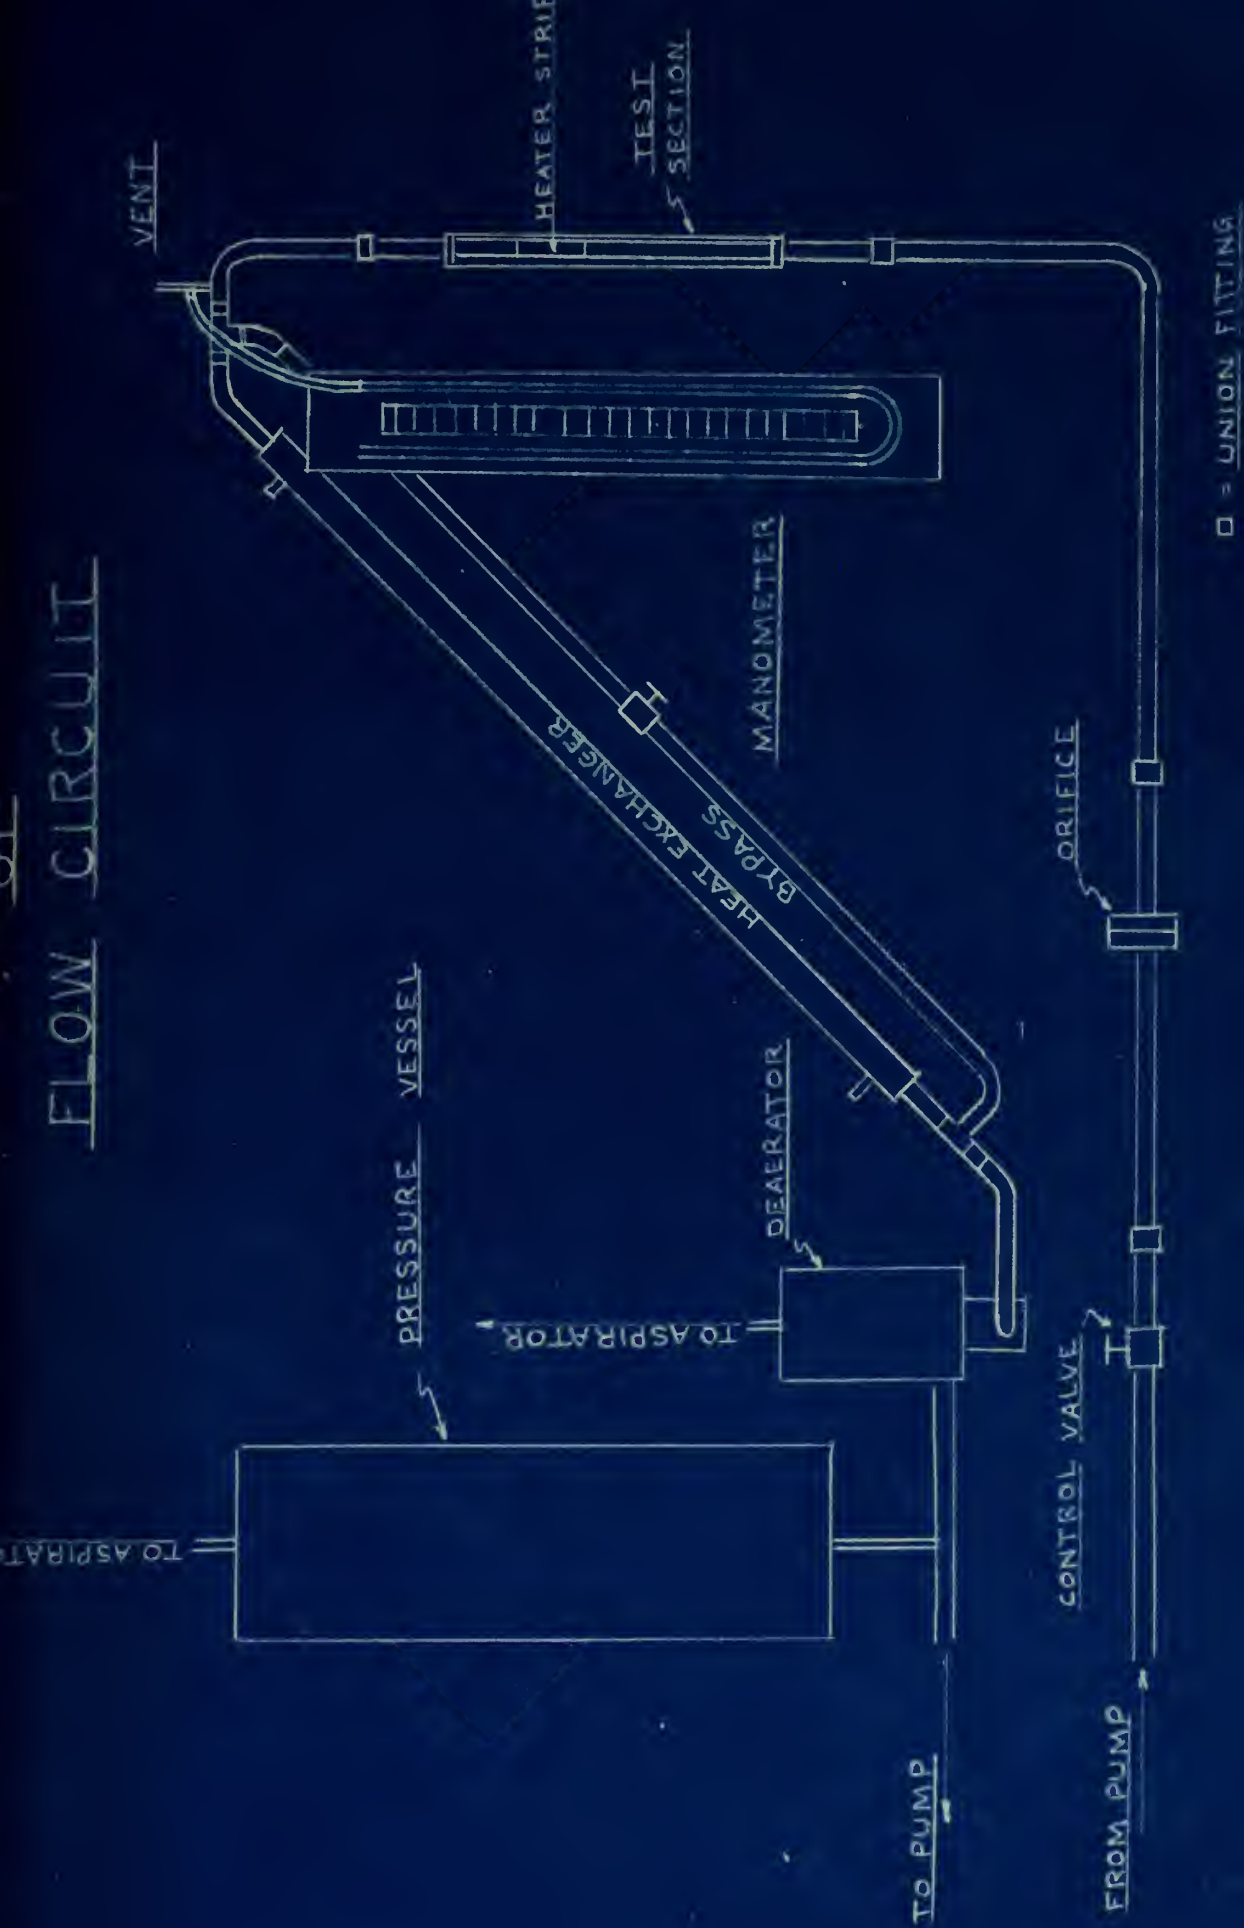 OF
FLOW CIRCUIT
VENT
HEATER STRIP
TEST
SECTION
TO
PRESSURE VESSEL
TO ASPIRATOR
DEAERATOR
HEAT EXCHANGER
BYPASS
MANOMETER
ORIFICE
CONTROL VALVE
TO PUMP
FROM PUMP
= UNION FITTING